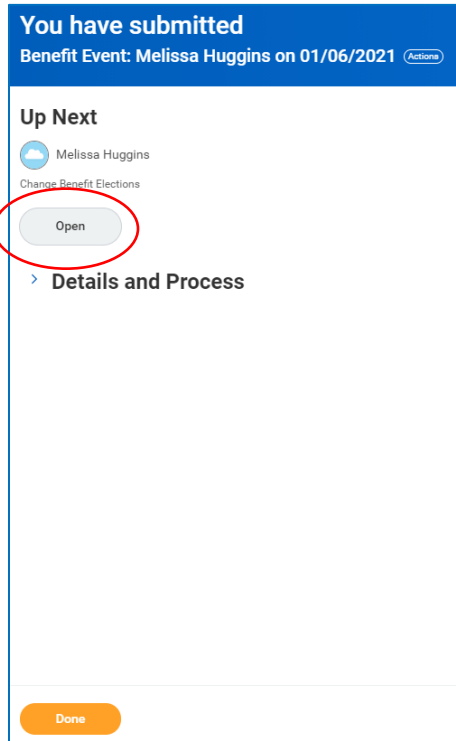 You have submitted
Benefit Event: Melissa Huggins on 01/06/2021 Actions
Up Next
Melissa Huggins
Change Benefit Elections
Open
Details and Process
Done